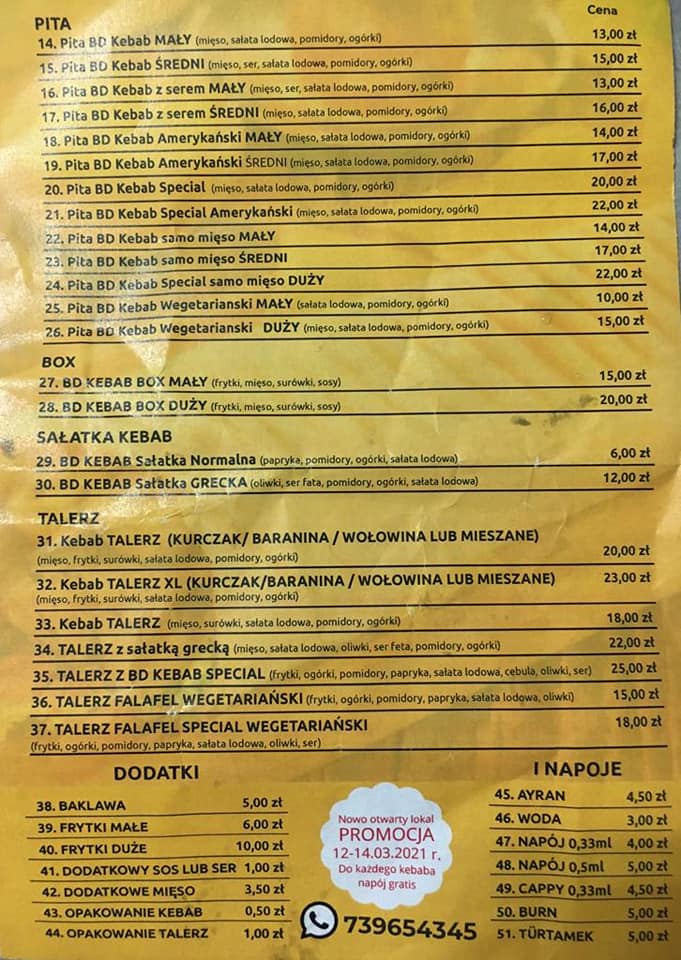 Cena
PITA
14. Pita BD Kebab MAŁY (mięso, sałata lodowa, pomidory, ogórki) 13,00 zł
15. Pita BD Kebab ŚREDNI (mięso, ser, sałata lodowa, pomidory, ogórki) 15,00 zł
16. Pita BD Kebab z serem MAŁY (mięso, ser, sałata lodowa, pomidory, ogórki) 13,00 zł
17. Pita BD Kebab z serem ŚREDNI (mięso, sałata lodowa, pomidory, ogórki) 16,00 zł
18. Pita BD Kebab Amerykański MAŁY (mięso, sałata lodowa, pomidory, ogórki) 14,00 zł
19. Pita BD Kebab Amerykański ŚREDNI (mięso, sałata lodowa, pomidory, ogórki) 17,00 zł
20. Pita BD Kebab Special (mięso, sałata lodowa, pomidory, ogórki) 20,00 zł
21. Pita BD Kebab Special Amerykański (mięso, sałata lodowa, pomidory, ogórki) 22,00 zł
22. Pita BD Kebab samo mięso MAŁY 14,00 zł
23. Pita BD Kebab samo mięso ŚREDNI 17,00 zł
24. Pita BD Kebab Special samo mięso DUŻY 22,00 zł
25. Pita BD Kebab Wegetarianski MAŁY (sałata lodowa, pomidory, ogórki) 10,00 zł
26. Pita BD Kebab Wegetarianski DUŻY (mięso, sałata lodowa, pomidory, ogórki) 15,00 zł
BOX
27. BD KEBAB BOX MAŁY (frytki, mięso, surówki, sosy) 15,00 zł
28. BD KEBAB BOX DUŻY (frytki, mięso, surówki, sosy) 20,00 zł
SAŁATKA KEBAB
29. BD KEBAB Sałatka Normalna (papryka, pomidory, ogórki, sałata lodowa) 6,00 zł
30. BD KEBAB Sałatka GRECKA (oliwki, ser fata, pomidory, ogórki, sałata lodowa) 12,00 zł
TALERZ
31. Kebab TALERZ (KURCZAK/ BARANINA / WOŁOWINA LUB MIESZANE)
(mięso, frytki, surówki, sałata lodowa, pomidory, ogórki) 20,00 zł
32. Kebab TALERZ XL (KURCZAK/BARANINA / WOŁOWINA LUB MIESZANE) 23,00 zł
(mięso, frytki, surówki, sałata lodowa, pomidory, ogórki)
33. Kebab TALERZ (mięso, surówki, sałata lodowa, pomidory, ogórki) 18,00 zł
34. TALERZ z sałatką grecką (mięso, sałata lodowa, oliwki, ser feta, pomidory, ogórki) 22,00 zł
35. TALERZ Z BD KEBAB SPECIAL (frytki, ogórki, pomidory, papryka, sałata lodowa, cebula, oliwki, ser) 25,00 zł
36. TALERZ FALAFEL WEGETARIAŃSKI (frytki, ogórki, pomidory, papryka, sałata lodowa, oliwki) 15,00 zł
37. TALERZ FALAFEL SPECIAL WEGETARIAŃSKI 18,00 zł
(frytki, ogórki, pomidory, papryka, sałata lodowa, oliwki, ser)
DODATKI
38. BAKLAWA 5,00 zł
39. FRYTKI MAŁE 6,00 zł
40. FRYTKI DUŻE 10,00 zł
41. DODATKOWY SOS LUB SER 1,00 zł
42. DODATKOWE MIĘSO 3,50 zł
43. OPAKOWANIE KEBAB 0,50 zł
44. OPAKOWANIE TALERZ 1,00 zł
Nowo otwarty lokal
PROMOCJA
12-14.03.2021 r.
Do każdego kebaba
napój gratis
739654345
I NAPOJE
45. AYRAN 4,50 zł
46. WODA 3,00 zł
47. NAPÓJ 0,33ml 4,00 zł
48. NAPÓJ 0,5ml 5,00 zł
49. CAPPY 0,33ml 4,50 zł
50. BURN 5,00 zł
51. TÜRTAMEK 5,00 zł